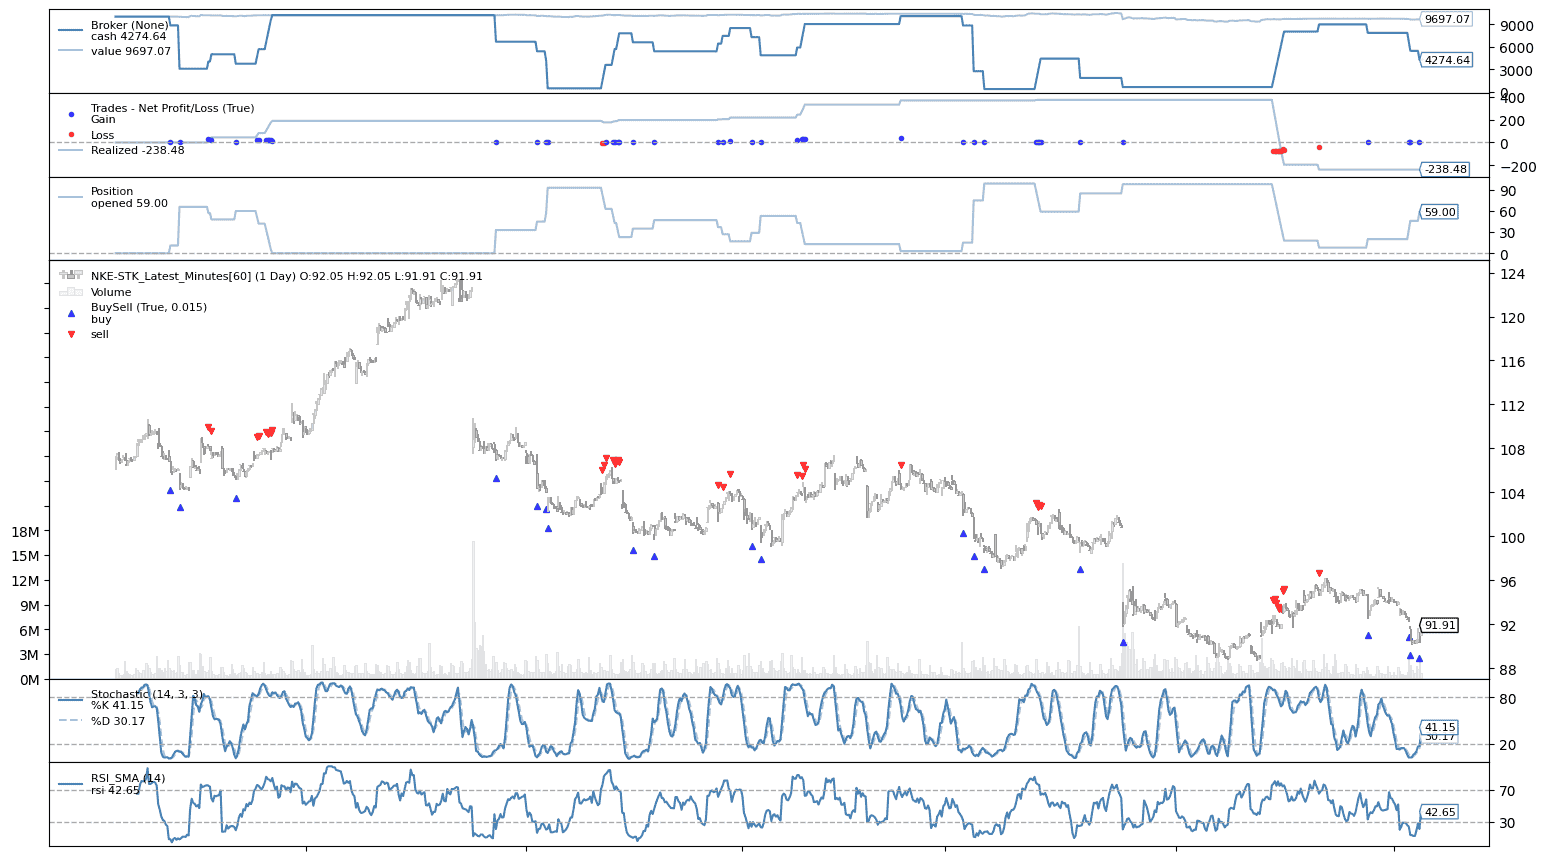 Broker (None)
cash 4274.64
value 9697.07
9697.07
9000
6000
4274.64
3000
0
Trades - Net Profit/Loss (True)
Gain
Loss
Realized -238.48
400
200
0
−200
-238.48
Position
opened 59.00
90
60
59.00
30
0
NKE-STK_Latest_Minutes[60] (1 Day) O:92.05 H:92.05 L:91.91 C:91.91
Volume
BuySell (True, 0.015)
buy
sell
124
120
116
112
108
104
100
96
92
91.91
88
18M
15M
12M
9M
6M
3M
0M
Stochastic (14, 3, 3)
%K 41.15
%D 30.17
80
41.15
30.17
20
RSI_SMA (14)
rsi 42.65
70
42.65
30